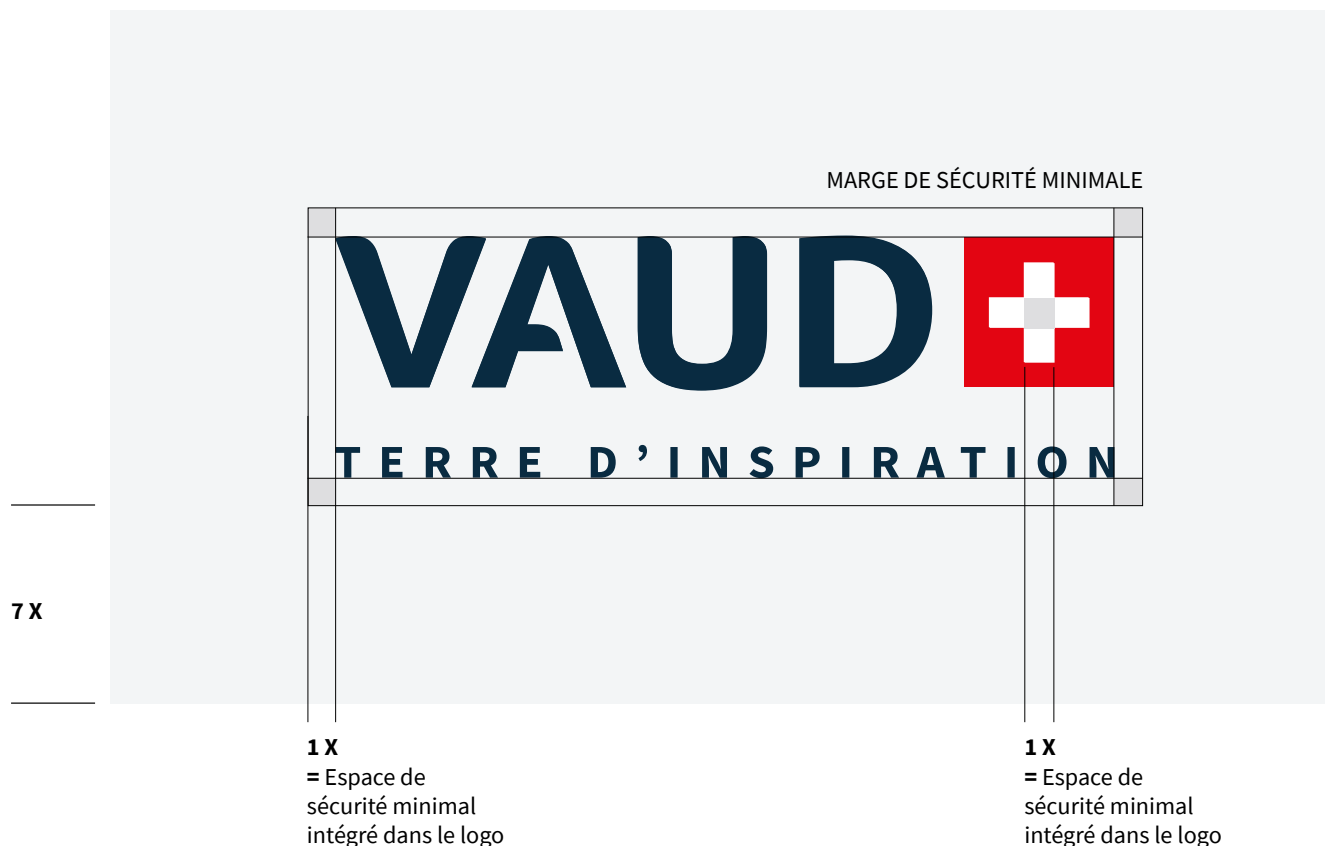 MARGE DE SÉCURITÉ MINIMALE
VAUD
TERRE D’INSPIRATION
7 X
1 X
= Espace de
sécurité minimal
intégré dans le logo
1 X
= Espace de
sécurité minimal
intégré dans le logo